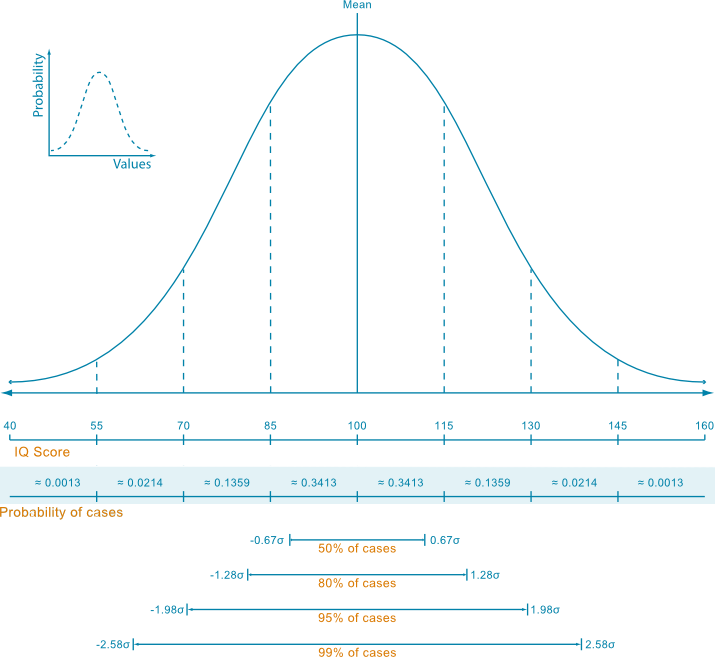 Mean
Probability
Values
40 55 70 85 100 115 130 145 160
IQ Score
≈ 0.0013 ≈ 0.0214 ≈ 0.1359 ≈ 0.3413 ≈ 0.3413 ≈ 0.1359 ≈ 0.0214 ≈ 0.0013
Probability of cases
-0.67σ 0.67σ
50% of cases
-1.28σ 1.28σ
80% of cases
-1.98σ 1.98σ
95% of cases
-2.58σ 2.58σ
99% of cases